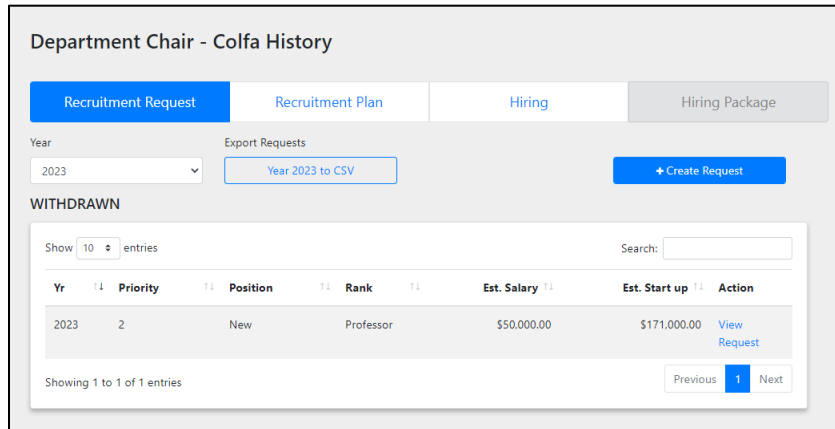 Department Chair - Colfa History
Recruitment Request Recruitment Plan Hiring Hiring Package
Year Export Requests
2023 Year 2023 to CSV + Create Request
WITHDRAWN
Show 10 entries Search:
Yr Priority Position Rank Est. Salary Est. Start up Action
2023 2 New Professor $50,000.00 $171,000.00 View
Request
Showing 1 to 1 of 1 entries Previous 1 Next